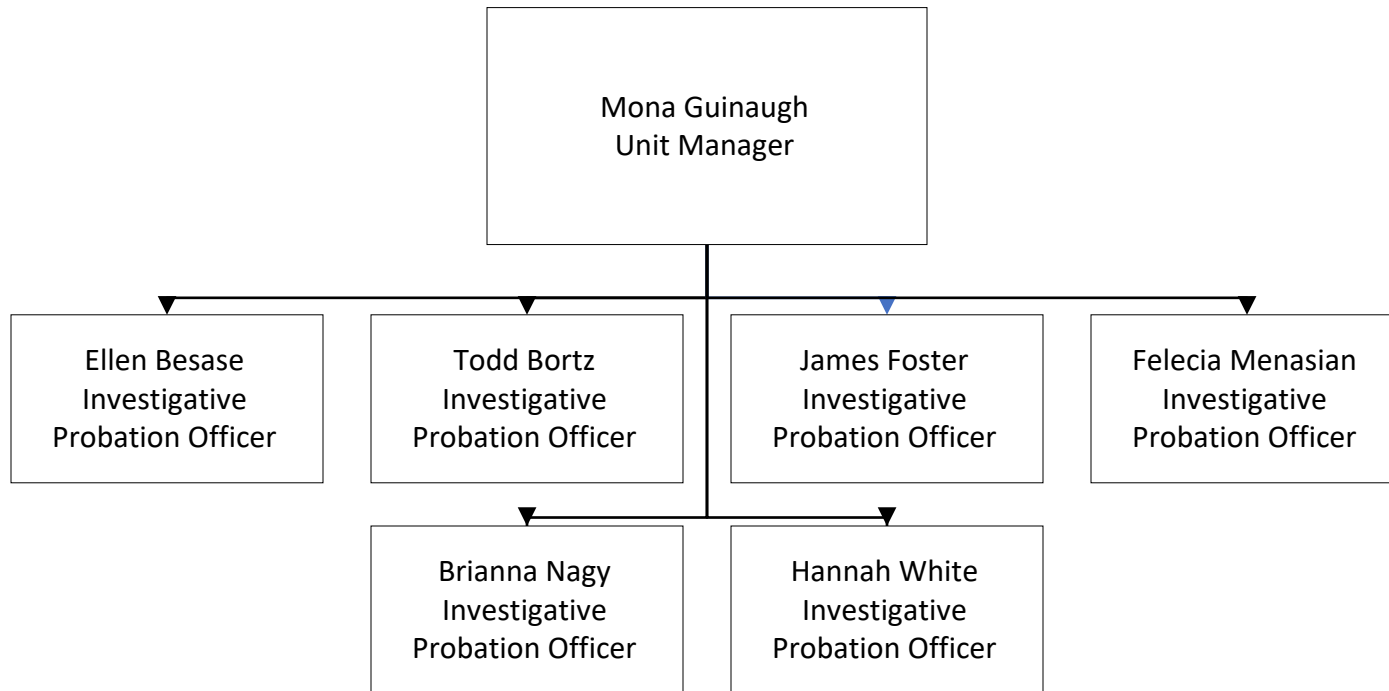 Mona Guinaugh
Unit Manager
Ellen Besase
Investigative
Probation Officer
Todd Bortz
Investigative
Probation Officer
James Foster
Investigative
Probation Officer
Felecia Menasian
Investigative
Probation Officer
Brianna Nagy
Investigative
Probation Officer
Hannah White
Investigative
Probation Officer